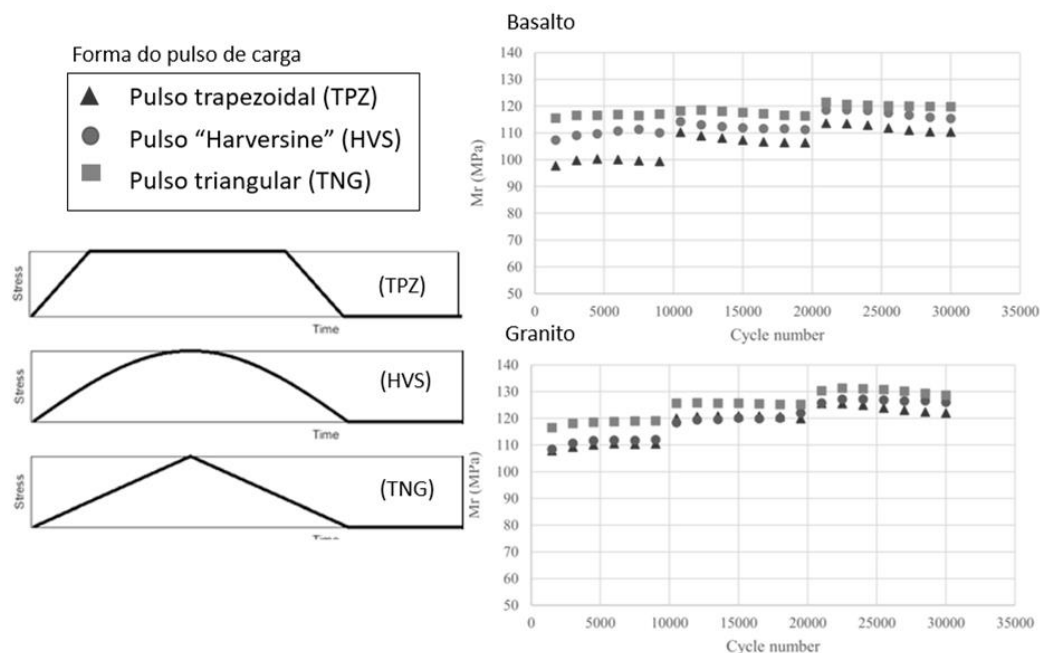 Forma do pulso de carga
Pulso trapezoidal (TPZ)
Pulso “Harversine” (HVS)
Pulso triangular (TNG)
Stress
(TPZ)
Time
Stress
(HVS)
Time
Stress
(TNG)
Time
Basalto
Mr (MPa)
140
130
120
110
100
90
80
70
60
50
0 5000 10000 15000 20000 25000 30000 35000
Cycle number
Granito
Mr (MPa)
140
130
120
110
100
90
80
70
60
50
0 5000 10000 15000 20000 25000 30000 35000
Cycle number